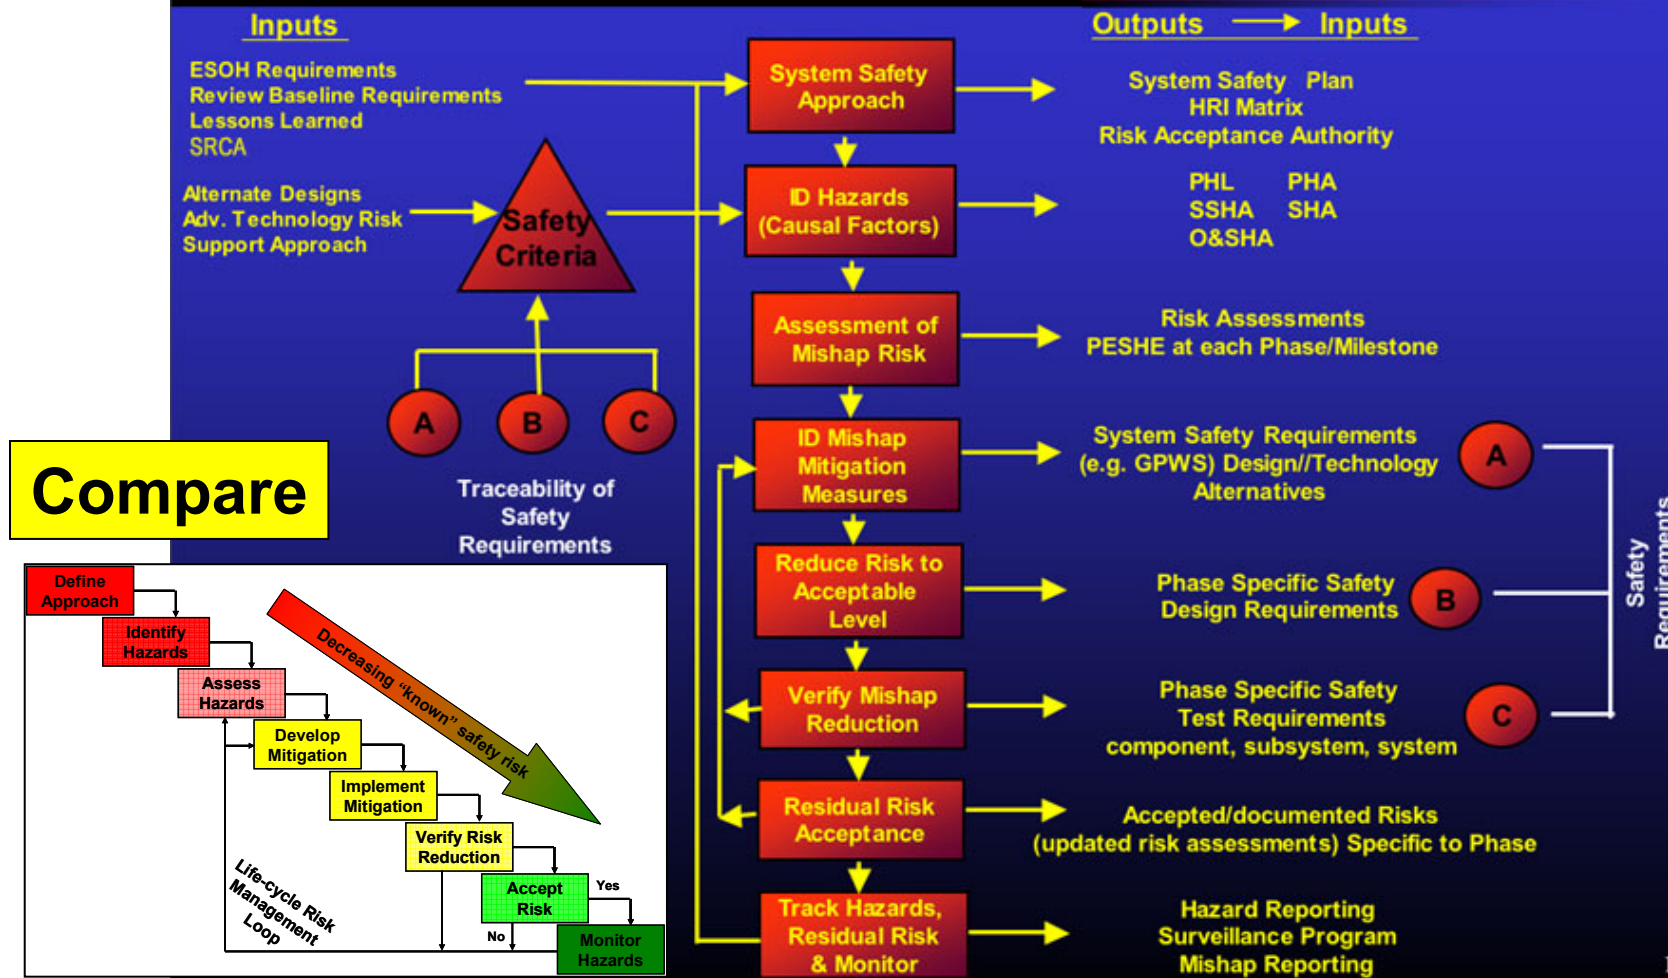 Inputs
Outputs
Inputs
ESOH Requirements
Review Baseline Requirements
Lessons Learned
SRCA
Alternate Designs
Adv. Technology Risk
Support Approach
Safety
Criteria
A
B
C
Traceability of
Safety
Requirements
System Safety
Approach
ID Hazards
(Causal Factors)
Assessment of
Mishap Risk
ID Mishap
Mitigation
Measures
Reduce Risk to
Acceptable
Level
Verify Mishap
Reduction
Residual Risk
Acceptance
Track Hazards,
Residual Risk
& Monitor
System Safety Plan
HRI Matrix
Risk Acceptance Authority
PHL PHA
SSHA SHA
O&SHA
Risk Assessments
PESHE at each Phase/Milestone
System Safety Requirements
(e.g. GPWS) Design//Technology
Alternatives
A
Phase Specific Safety
Design Requirements
B
Phase Specific Safety
Test Requirements
component, subsystem, system
C
Accepted/documented Risks
(updated risk assessments) Specific to Phase
Hazard Reporting
Surveillance Program
Mishap Reporting
Safety
Requirements
Compare
Define
Approach
Identify
Hazards
Assess
Hazards
Develop
Mitigation
Implement
Mitigation
Verify Risk
Reduction
Accept
Risk
Yes
No
Monitor
Hazards
Decreasing “known” safety risk
Life-cycle Risk
Management
Loop